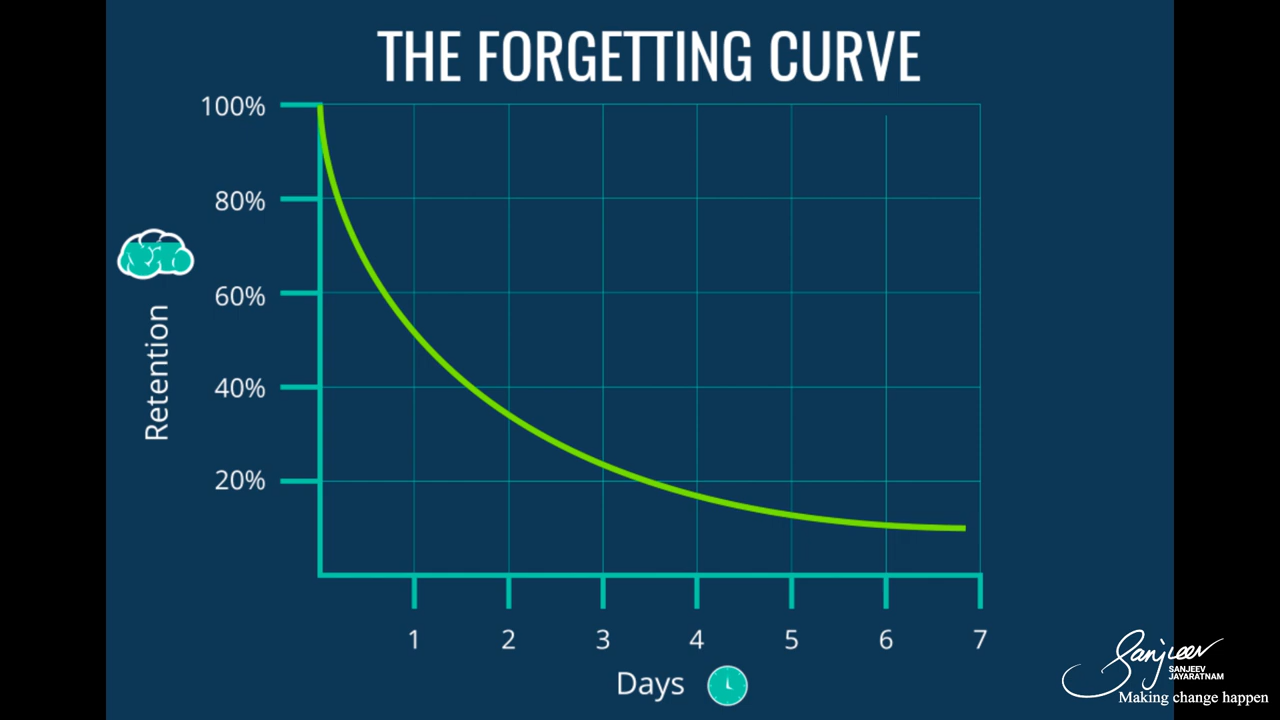 THE FORGETTING CURVE
100%
80%
60%
40%
20%
Retention
1 2 3 4 5 6 7
Days
Sanjeev
SANJEEV
JAYARATNAM
Making change happen